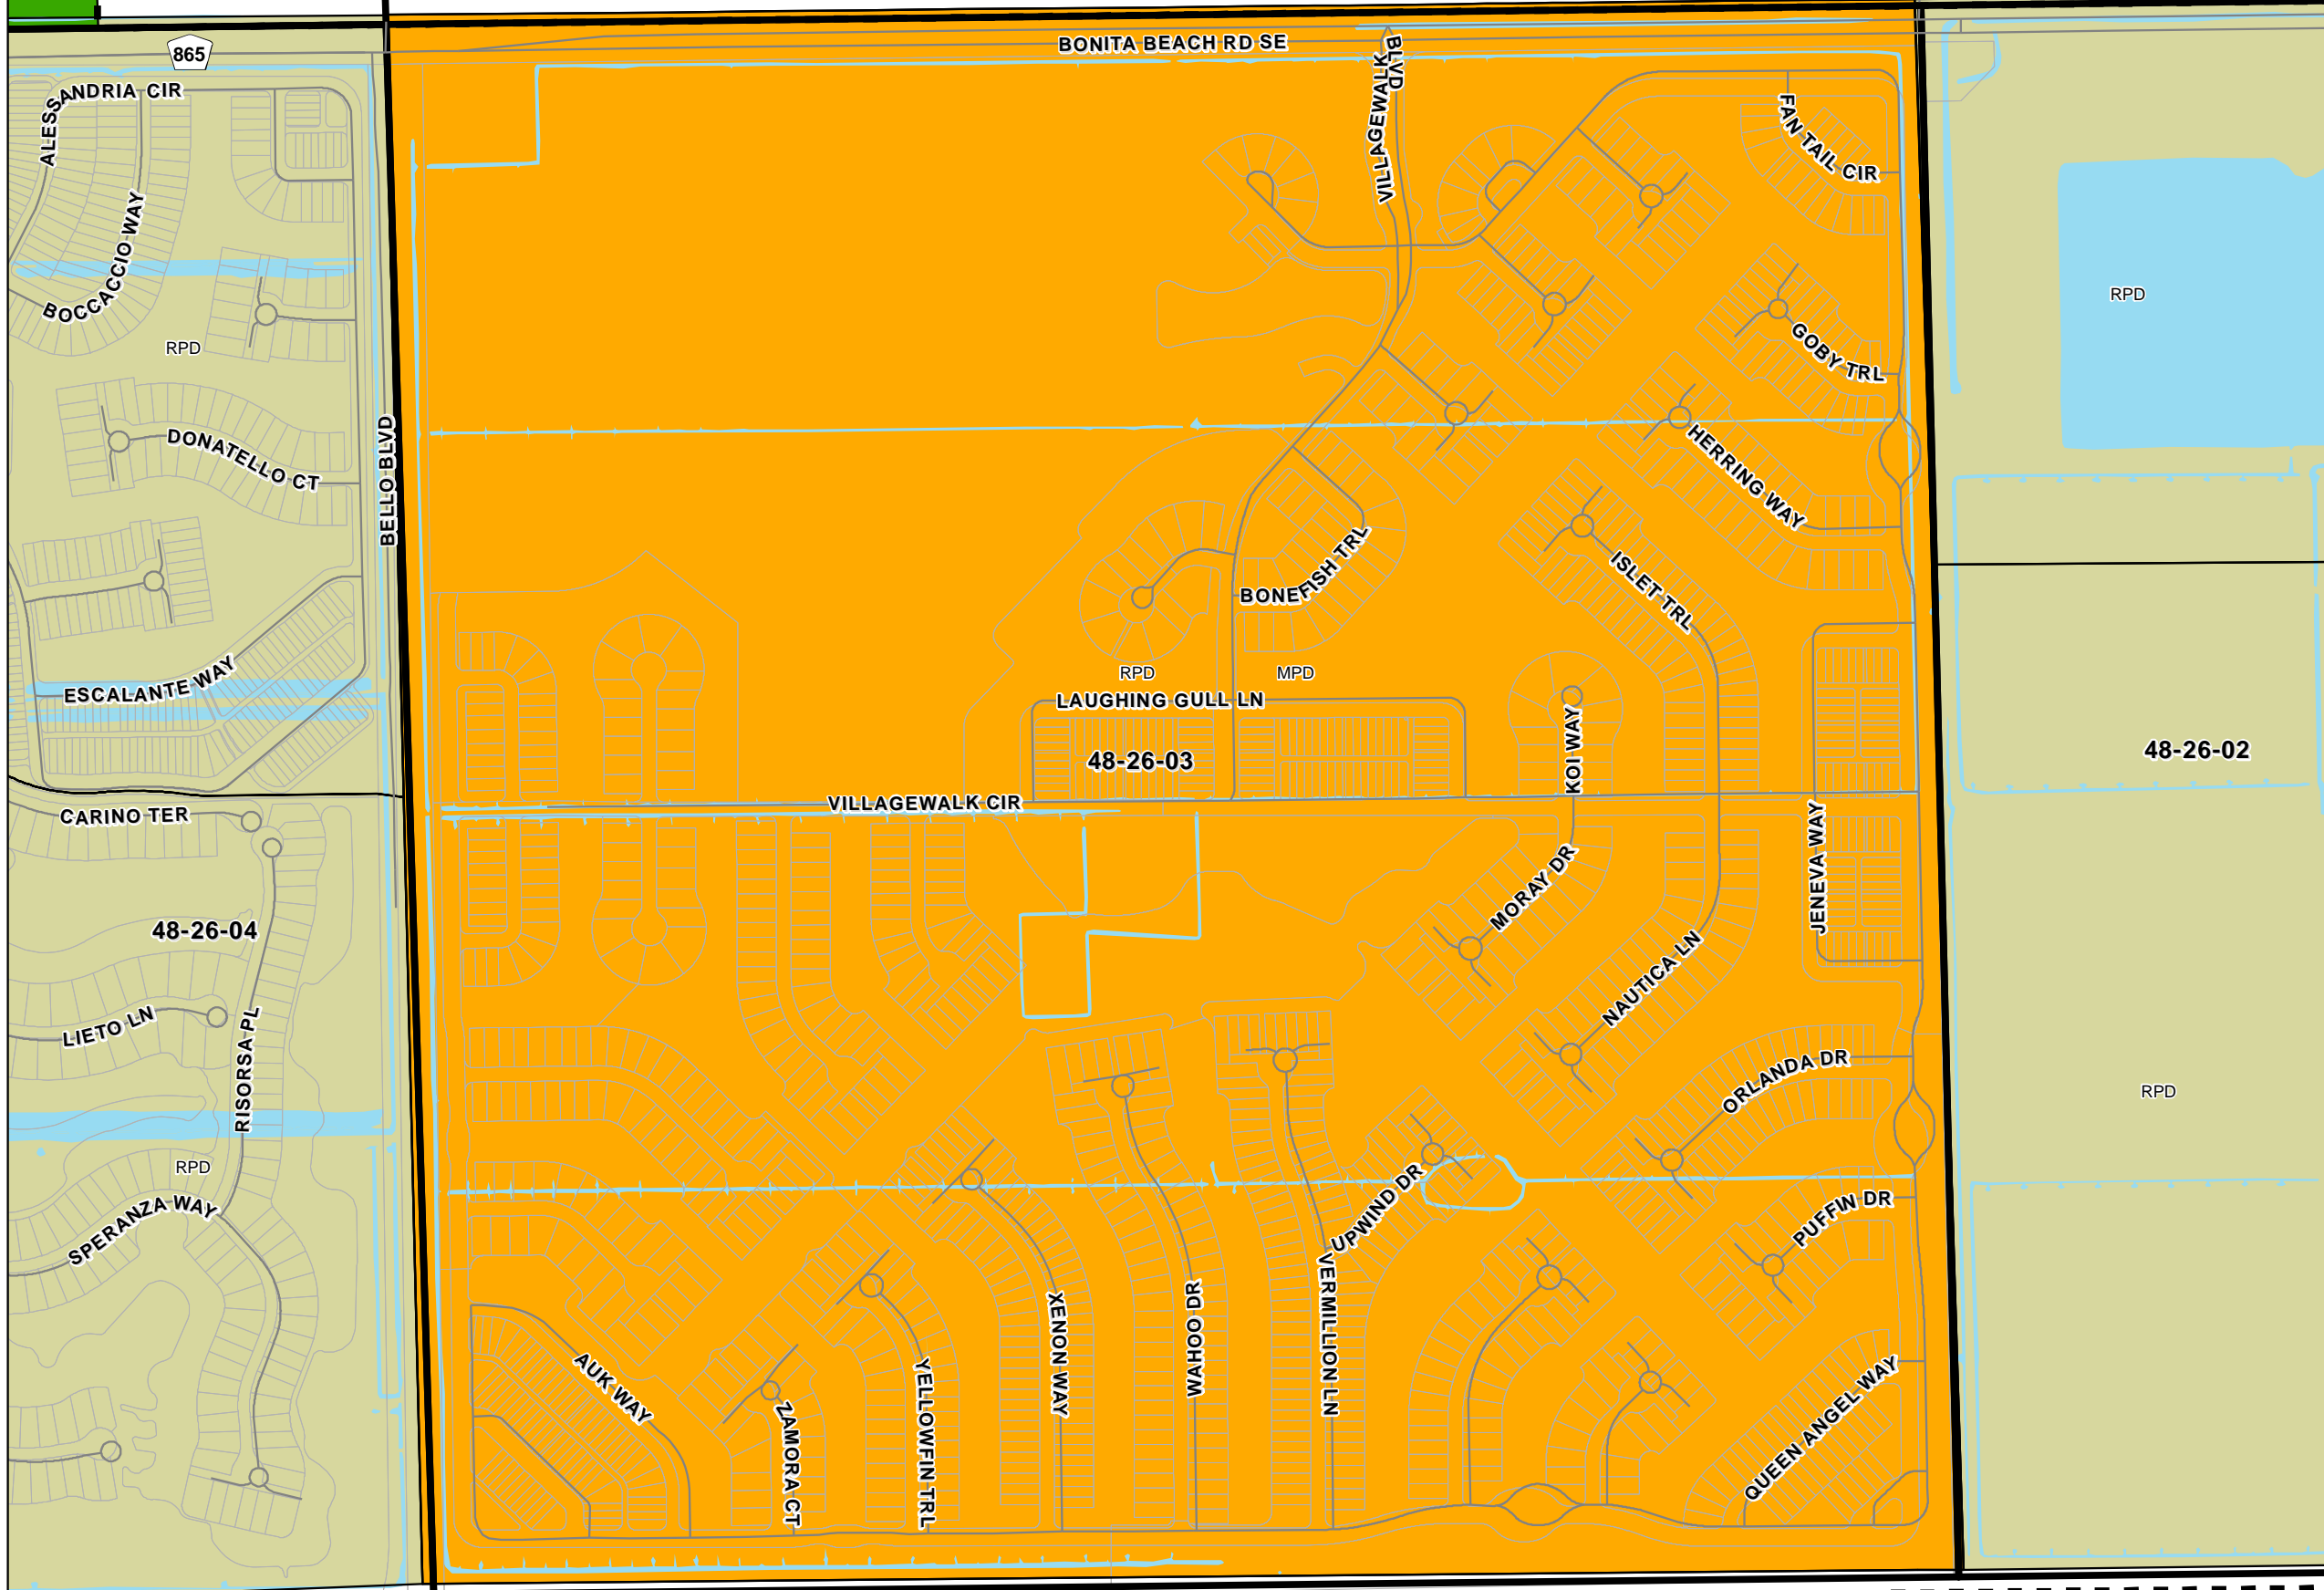 BONITA BEACH RD SE
865
VILLAGEWALK BLVD
ALESSANDRIA CIR
FAN TAIL CIR
BOCCACCIO WAY
RPD
RPD
GOBY TRL
DONATELLO CT
BELLO BLVD
HERRING WAY
BONEFISH TRL
ISLET TRL
ESCALANTE WAY
RPD
MPD
LAUGHING GULL LN
KOI WAY
48-26-03
48-26-02
VILLAGEWALK CIR
CARINO TER
JENEVA WAY
MORAY DR
48-26-04
NAUTICA LN
LIETO LN
RISORSA PL
ORLANDA DR
RPD
RPD
SPERANZA WAY
UPWIND DR
PUFFIN DR
VERMILLION LN
WAHOO DR
XENON WAY
AUK WAY
YELLOWFIN TRL
ZAMORA CT
QUEEN ANGEL WAY